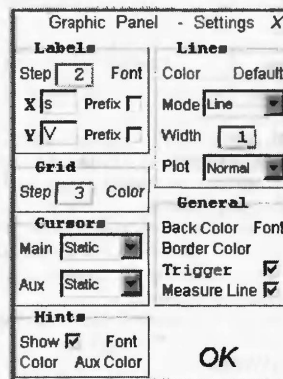 Graphic Panel - Settings X
Labels
Step 2 Font
X s Prefix
Y V Prefix
Grid
Step 3 Color
Cursors
Main Static
Aux Static
Hints
Show Font
Color Aux Color
Lines
Color Default
Mode Line
Width 1
Plot Normal
General
Back Color Font
Border Color
Trigger
Measure Line
OK